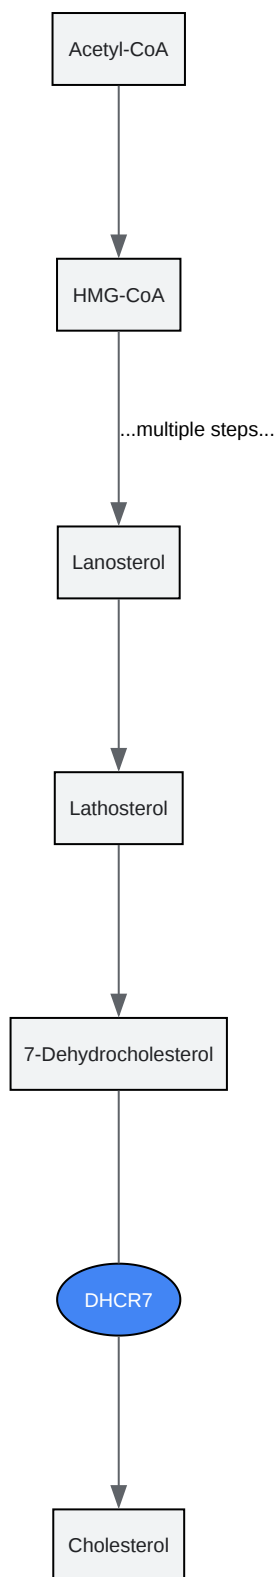 Acetyl-CoA
HMG-CoA
...multiple steps...
Lanosterol
Lathosterol
7-Dehydrocholesterol
DHCR7
Cholesterol